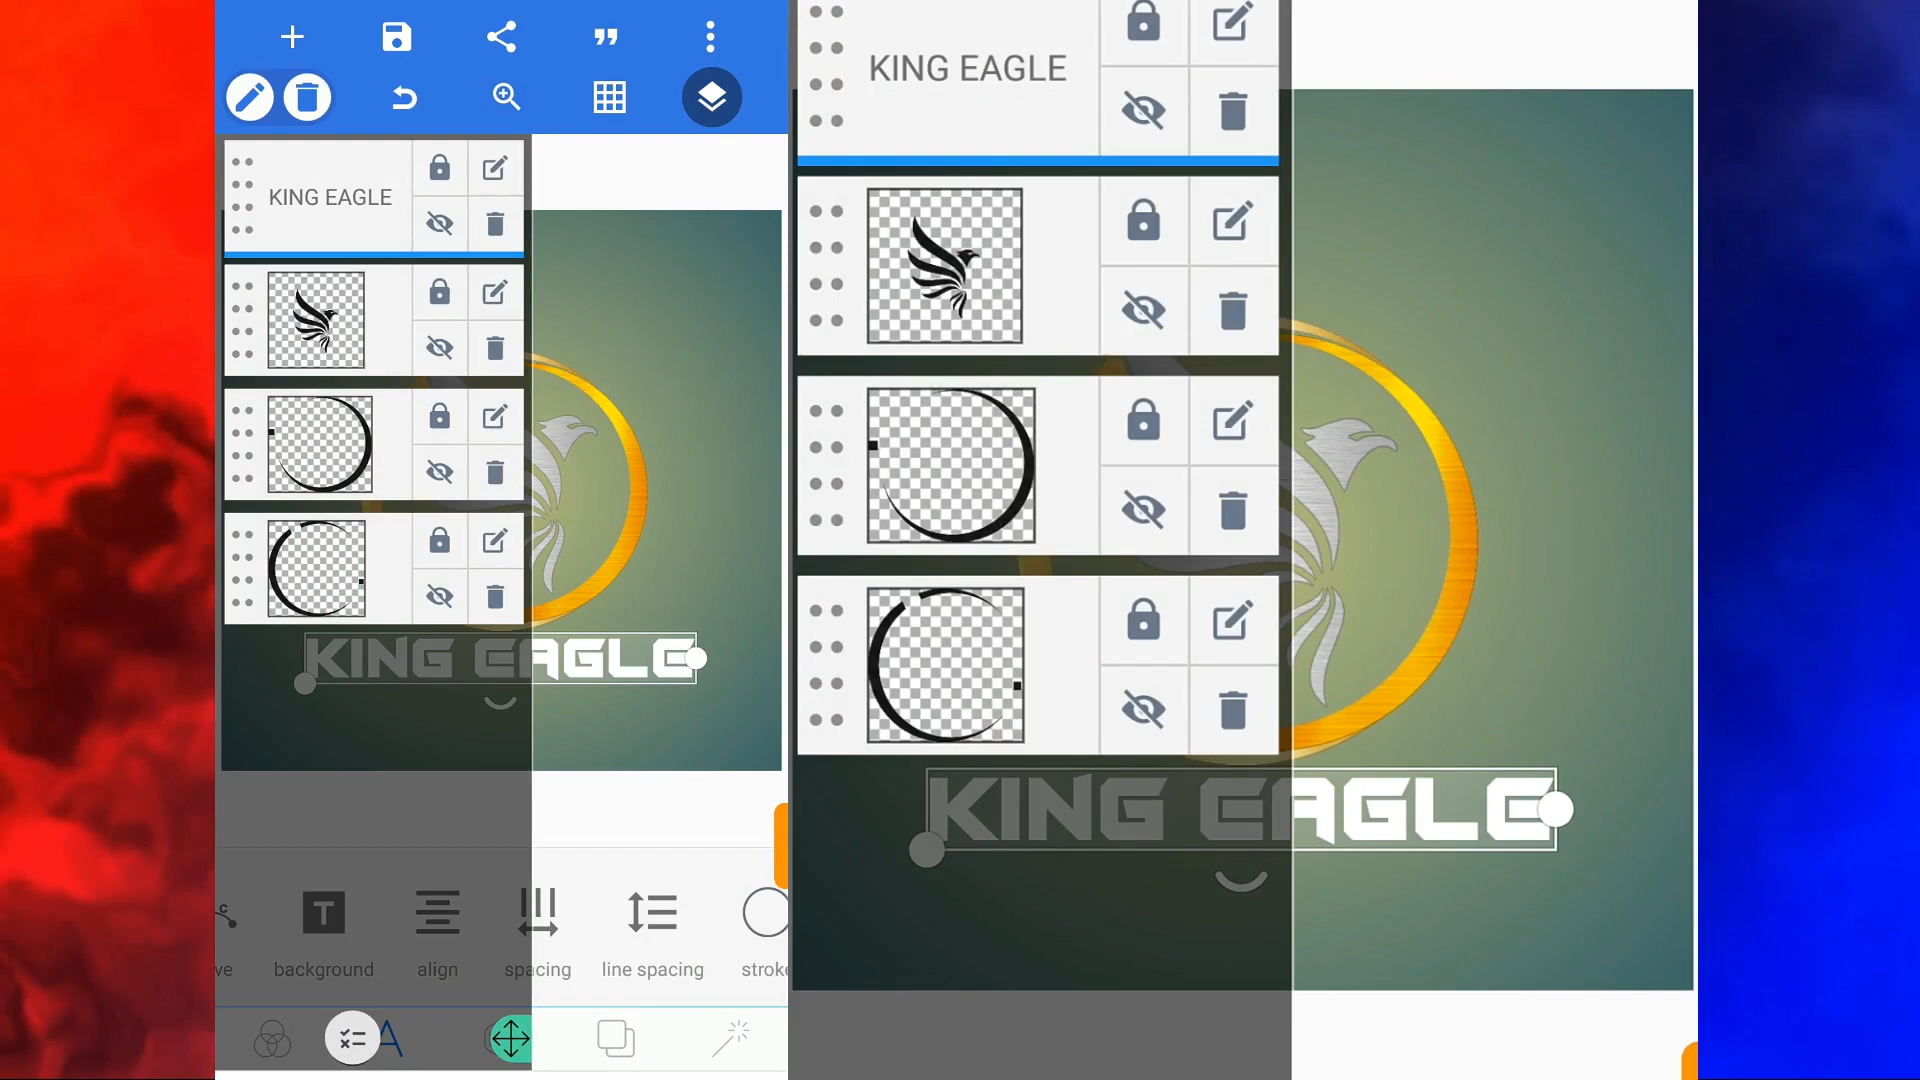 KING EAGLE
KING EAGLE
background
align
spacing
line spacing
stroke
KING EAGLE
KING EAGLE